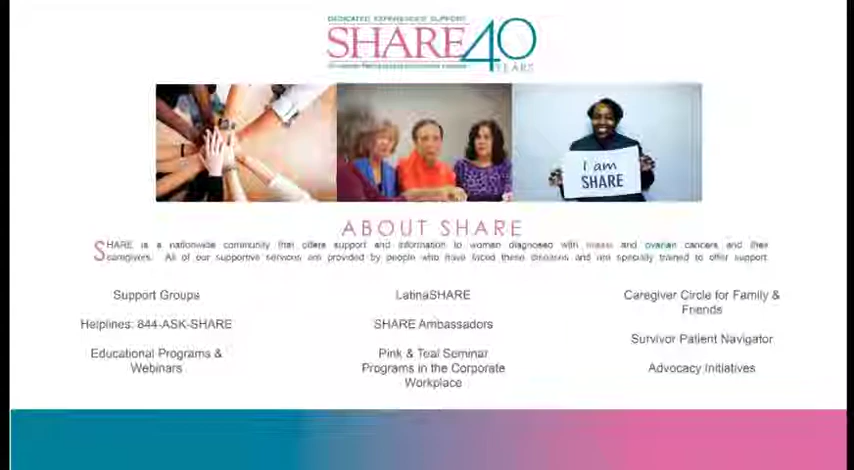 DEDICATED. EXPERIENCED. SUPPORT.
SHARE 40
YEARS
I am
SHARE
ABOUT SHARE
SHARE is a nationwide community that offers support and information to women diagnosed with breast and ovarian cancers and their
caregivers. All of our supportive services are provided by people who have faced these diseases and are specially trained to offer support.
Support Groups
Helplines: 844-ASK-SHARE
Educational Programs &
Webinars
LatinaSHARE
SHARE Ambassadors
Pink & Teal Seminar
Programs in the Corporate
Workplace
Caregiver Circle for Family &
Friends
Survivor Patient Navigator
Advocacy Initiatives